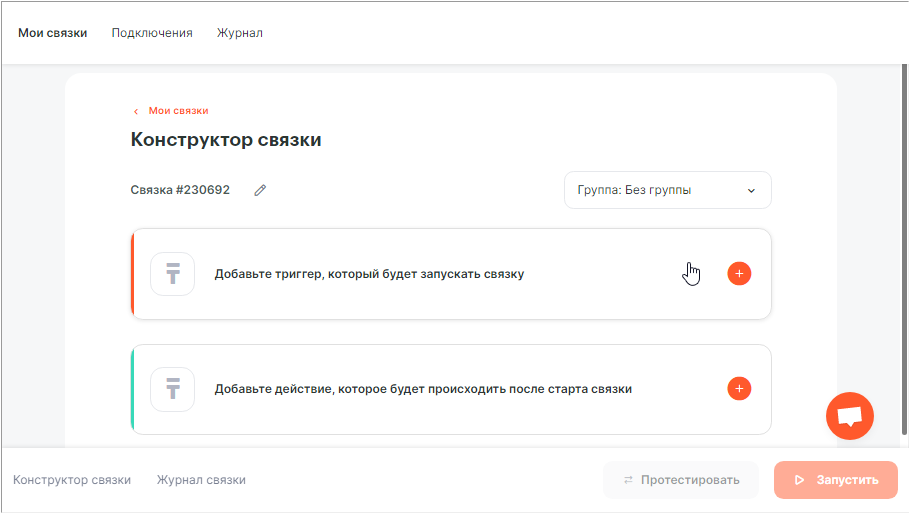 Мои связки Подключения Журнал
Мои связки
Конструктор связки
Связка #230692 Группа: Без группы
Добавьте триггер, который будет запускать связку
Добавьте действие, которое будет происходить после старта связки
Конструктор связки Журнал связки Протестировать Запустить